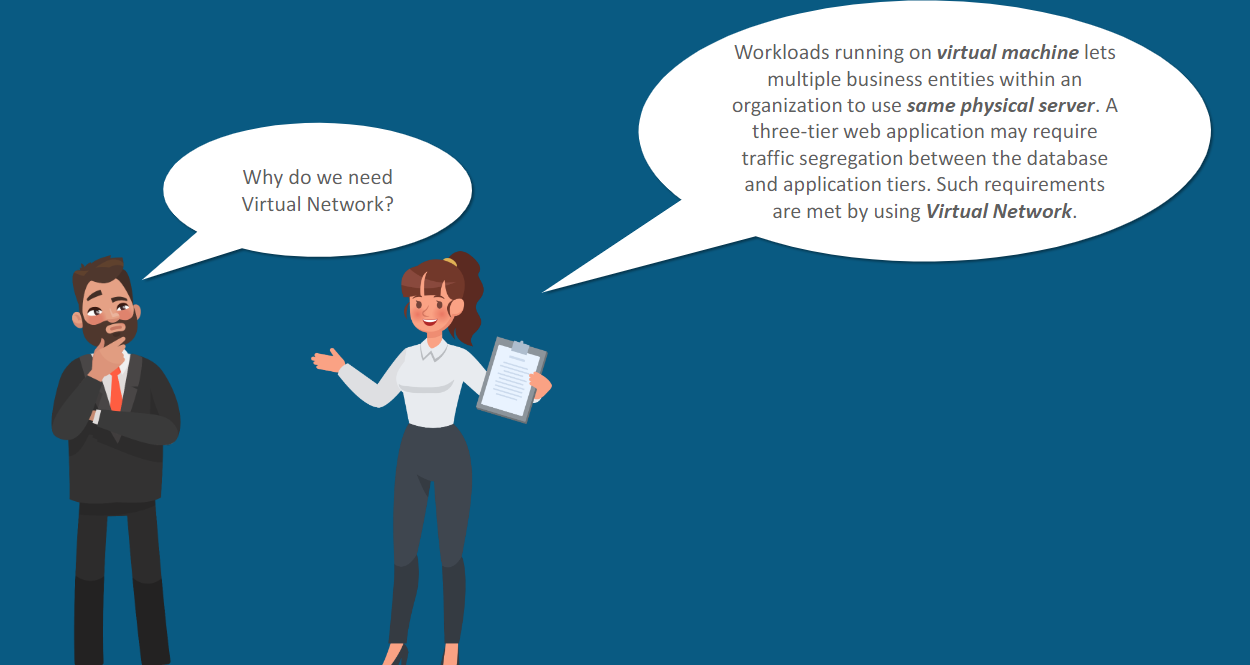 Why do we need
Virtual Network?
Workloads running on virtual machine lets
multiple business entities within an
organization to use same physical server. A
three-tier web application may require
traffic segregation between the database
and application tiers. Such requirements
are met by using Virtual Network.